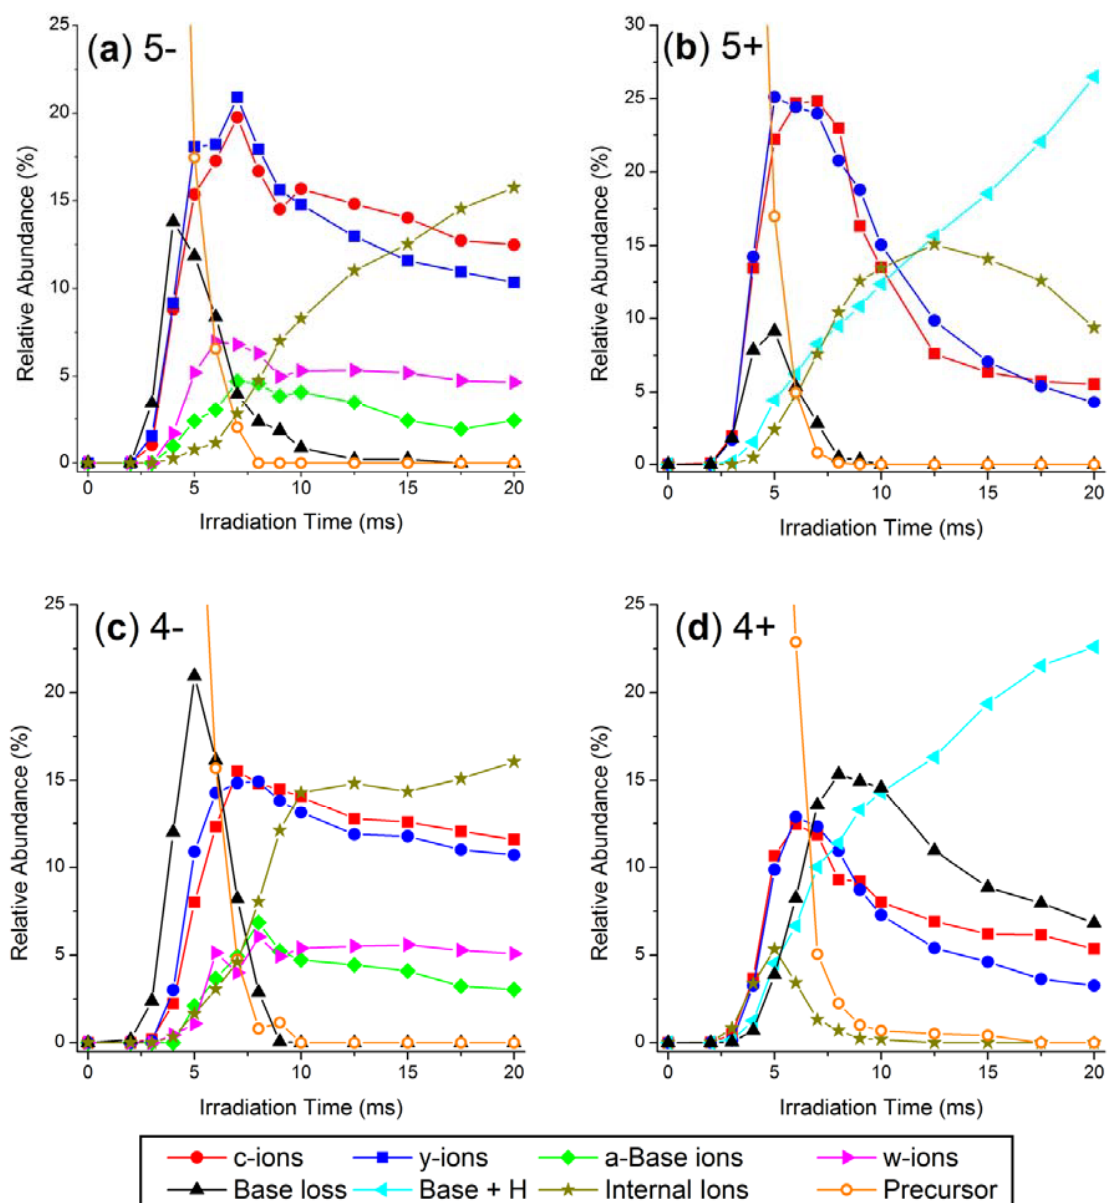 (a) 5-
Relative Abundance (%)
25
20
15
10
5
0
0 5 10 15 20
Irradiation Time (ms)
(b) 5+
Relative Abundance (%)
30
25
20
15
10
5
0
0 5 10 15 20
Irradiation Time (ms)
(c) 4-
Relative Abundance (%)
25
20
15
10
5
0
0 5 10 15 20
Irradiation Time (ms)
(d) 4+
Relative Abundance (%)
25
20
15
10
5
0
0 5 10 15 20
Irradiation Time (ms)
c-ions y-ions a-Base ions w-ions
Base loss Base + H Internal Ions Precursor